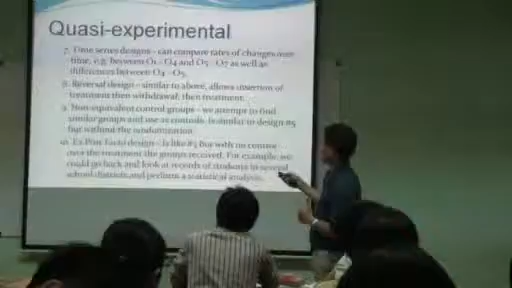 Quasi-experimental
7. Time series designs - can compare rates of changes over
time, e.g. between O1 - O4 and O5 - O7 as well as
differences between O4 - O5.
8. Reversal design - similar to above, allows insertion of
treatment then withdrawal, then treatment.
9. Non-equivalent control groups - we attempt to find
similar groups and use as controls. Is similar to design #5
but without the randomization.
10. Ex Post Facto design - is like #5 but with no control
over the treatment the groups received. For example, we
could go back and look at records of students in several
school districts and perform a statistical analysis.